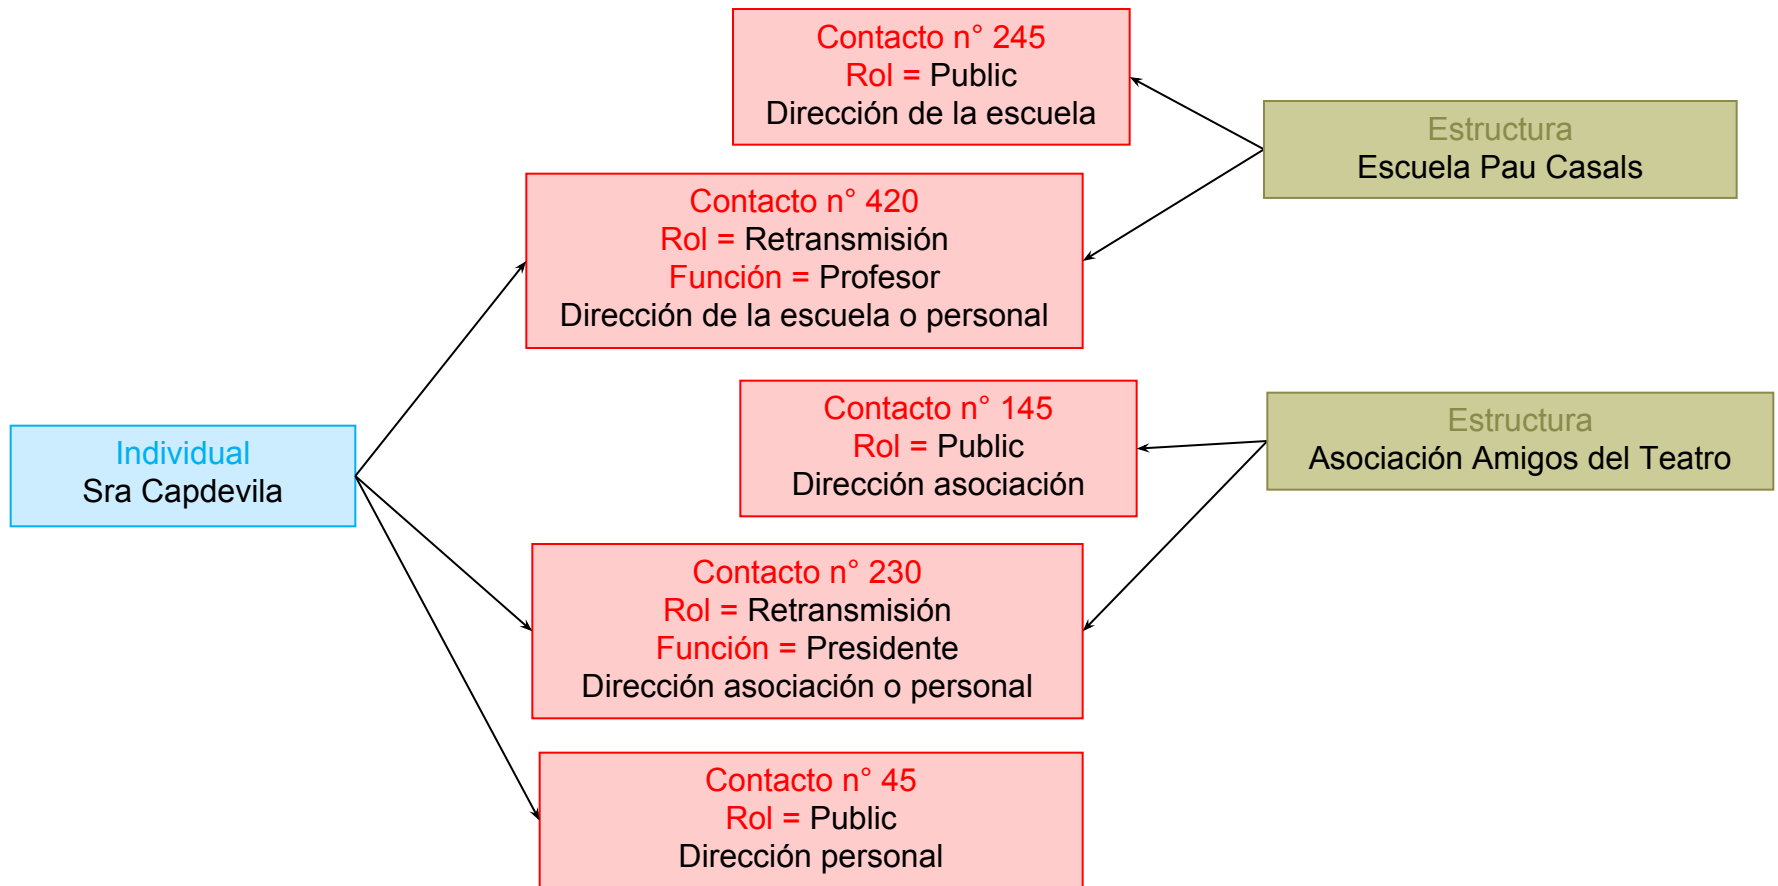 Contacto n° 245
Rol = Public
Dirección de la escuela
Estructura
Escuela Pau Casals
Contacto n° 420
Rol = Retransmisión
Función = Profesor
Dirección de la escuela o personal
Contacto n° 145
Rol = Public
Dirección asociación
Estructura
Asociación Amigos del Teatro
Individual
Sra Capdevila
Contacto n° 230
Rol = Retransmisión
Función = Presidente
Dirección asociación o personal
Contacto n° 45
Rol = Public
Dirección personal